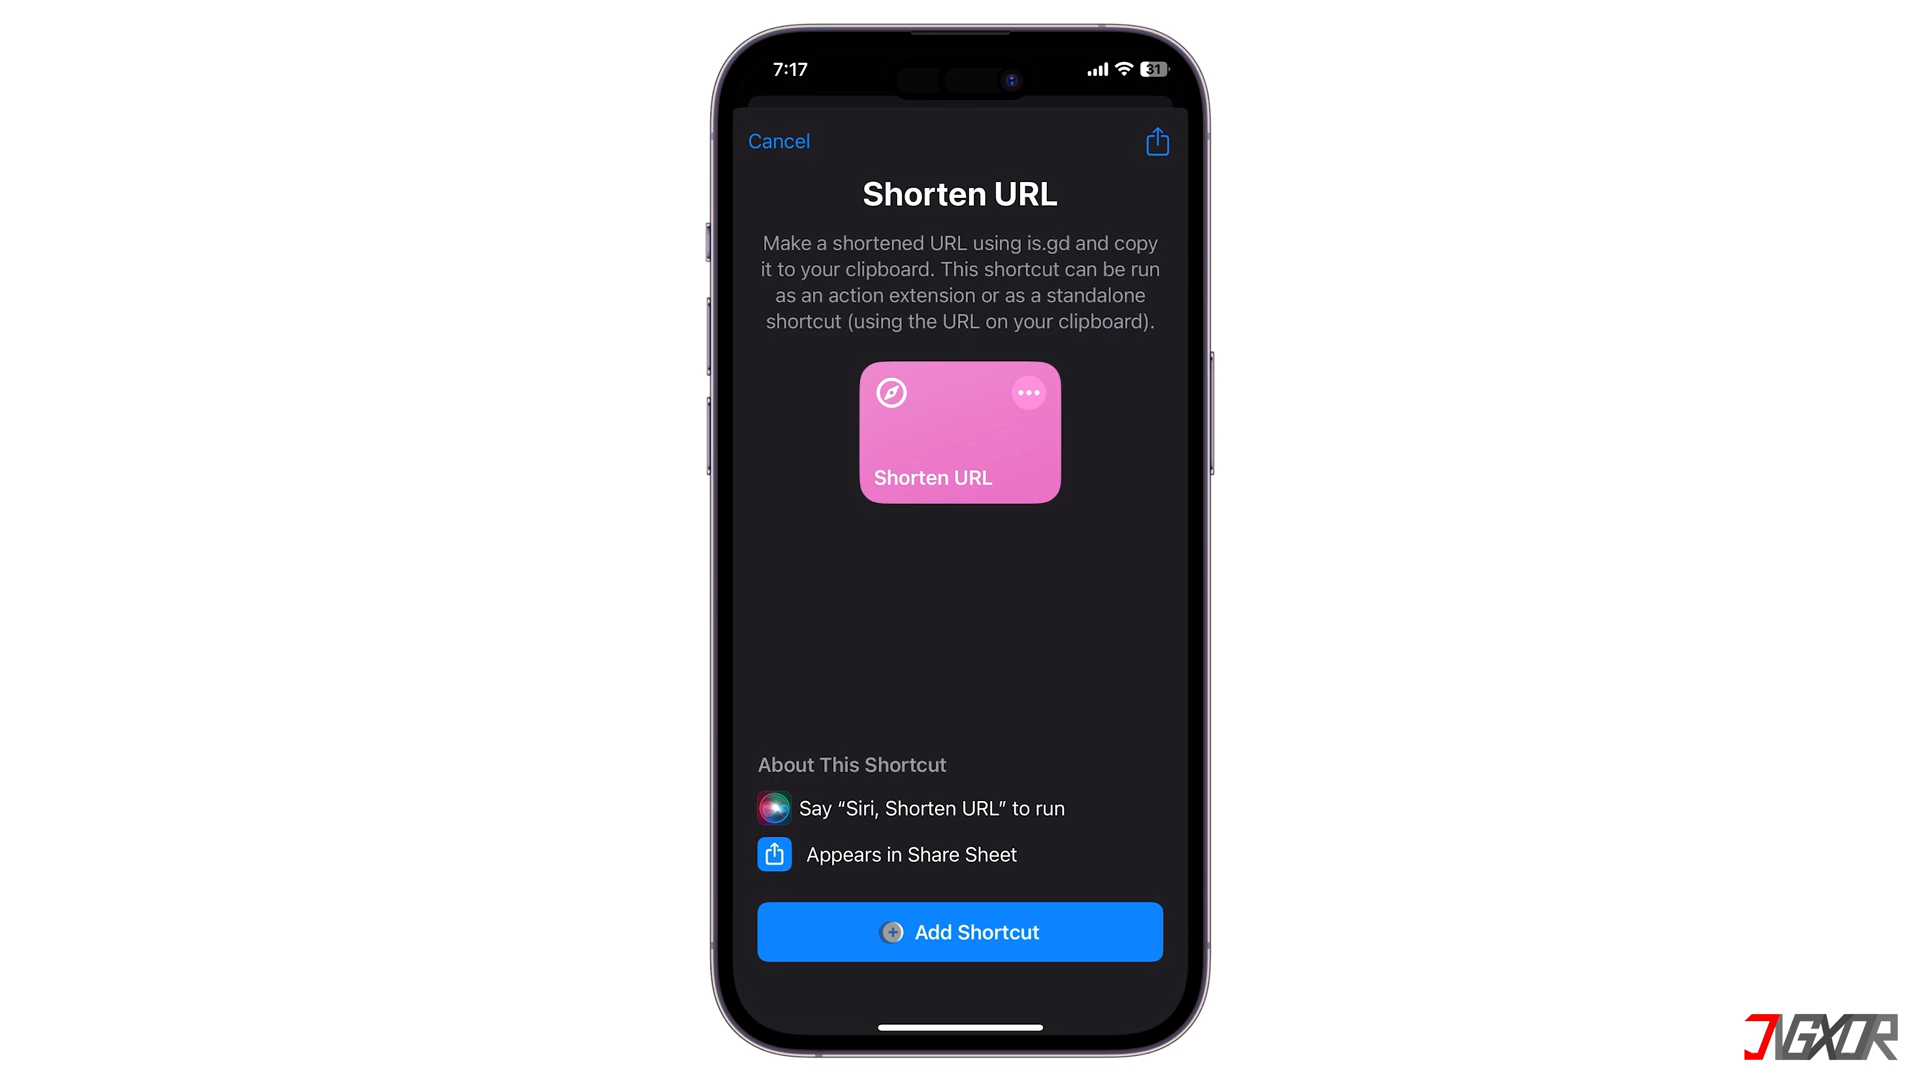 7:17
31
Cancel
Shorten URL
Make a shortened URL using is.gd and copy
it to your clipboard. This shortcut can be run
as an action extension or as a standalone
shortcut (using the URL on your clipboard).
Shorten URL
About This Shortcut
Say “Siri, Shorten URL” to run
Appears in Share Sheet
Add Shortcut
JVGXOR